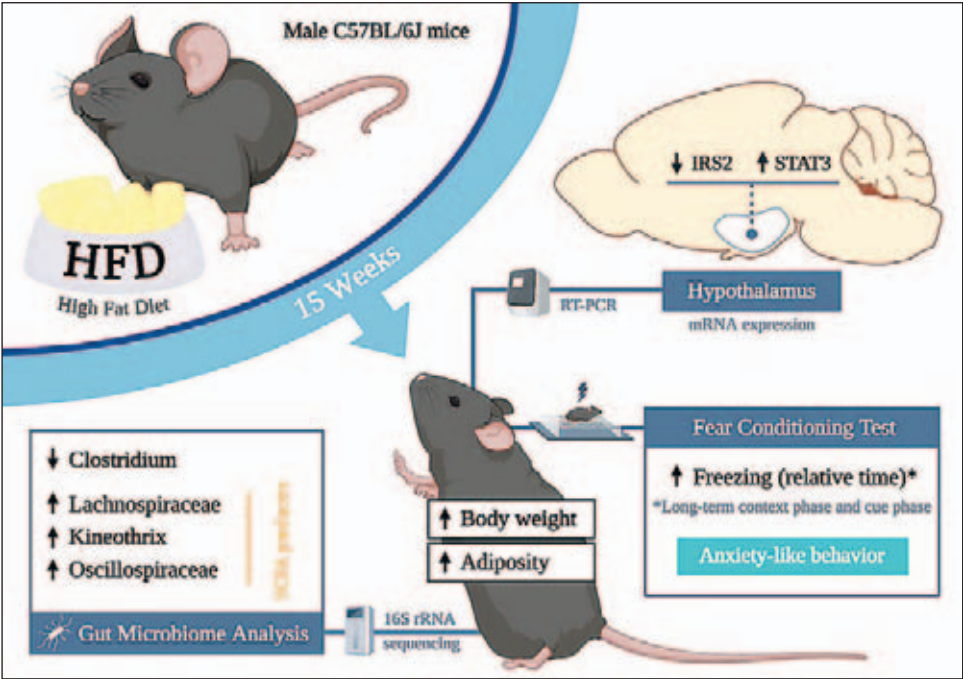 Male C57BL/6J mice
HFD
High Fat Diet
15 Weeks
↓ IRS2 ↑ STAT3
RT-PCR
Hypothalamus
mRNA expression
Fear Conditioning Test
↑ Freezing (relative time)*
*Long-term context phase and cue phase
Anxiety-like behavior
↑ Body weight
↑ Adiposity
↓ Clostridium
↑ Lachnospiraceae
↑ Kineothrix
↑ Oscillospiraceae
SCFA
Gut Microbiome Analysis
16S rRNA
sequencing